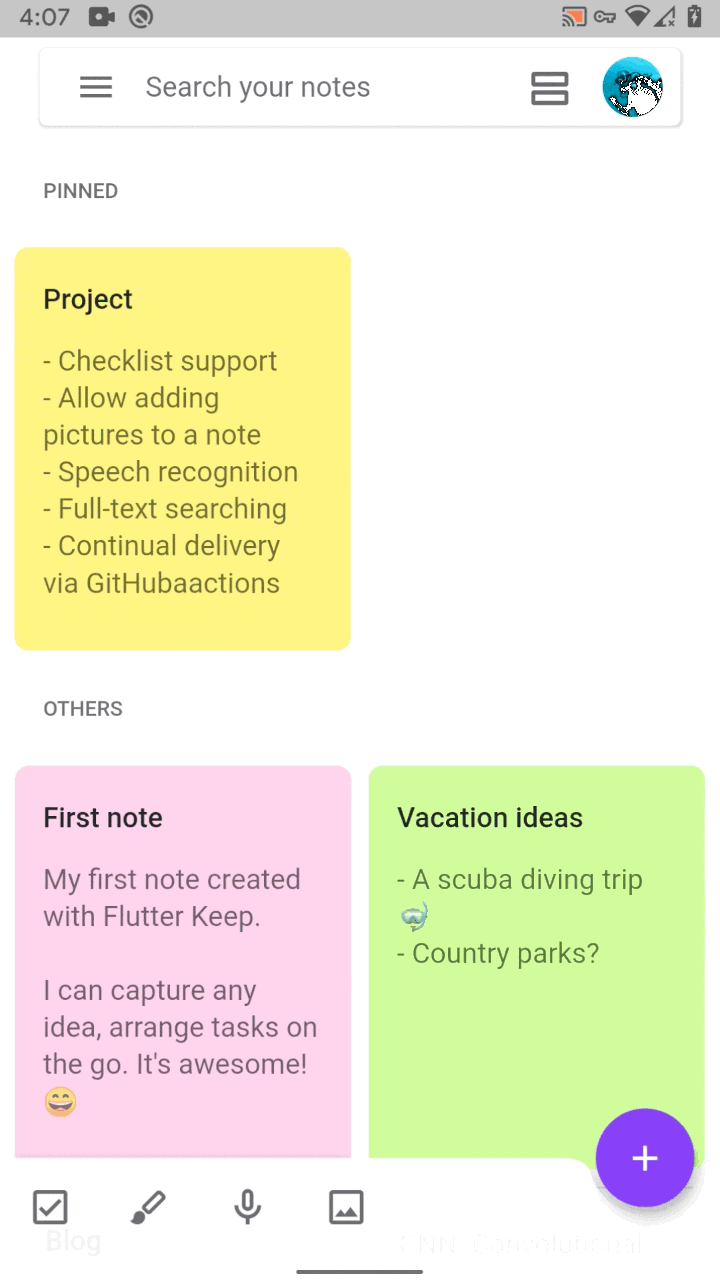 4:07
Search your notes
PINNED
Project
- Checklist support
- Allow adding
pictures to a note
- Speech recognition
- Full-text searching
- Continual delivery
via GitHubaactions
OTHERS
First note
My first note created
with Flutter Keep.
I can capture any
idea, arrange tasks on
the go. It's awesome!
😄
Vacation ideas
- A scuba diving trip
🤿
- Country parks?
Blog
CNN Convolutional